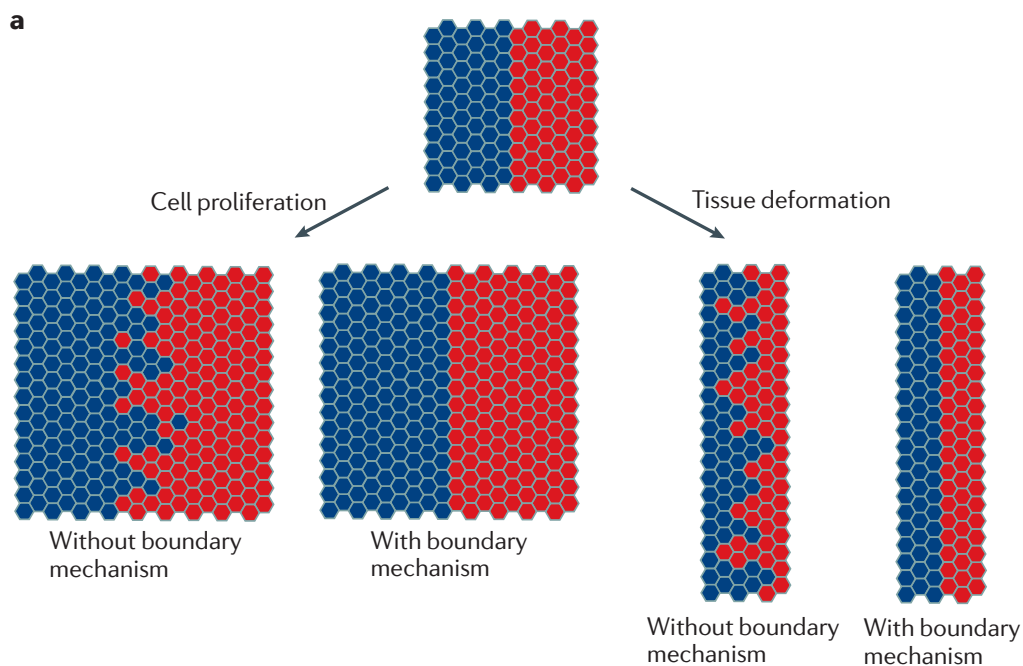 a
Cell proliferation
Tissue deformation
Without boundary
mechanism
With boundary
mechanism
Without boundary
mechanism
With boundary
mechanism